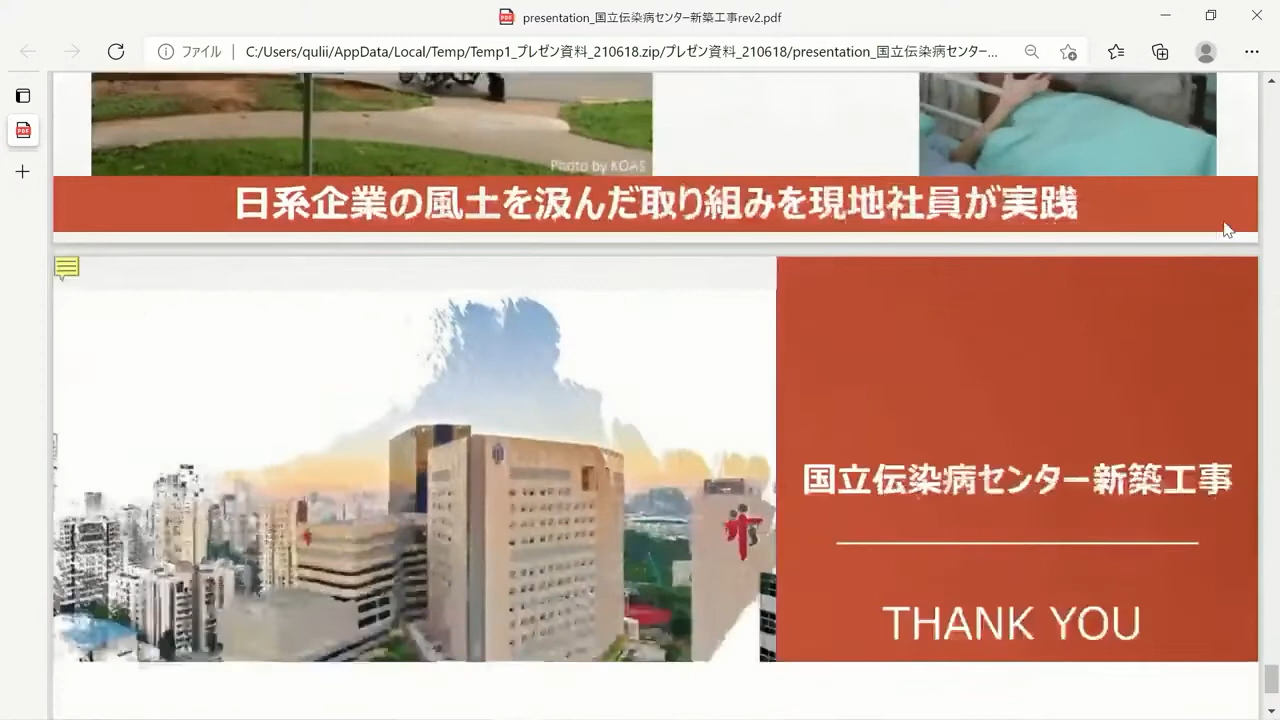 presentation_国立伝染病センター新築工事rev2.pdf
ファイル | C:/Users/qulii/AppData/Local/Temp/Temp1_プレゼン資料_210618.zip/プレゼン資料_210618/presentation_国立伝染病センター...
Photo by KOAS
日系企業の風土を汲んだ取り組みを現地社員が実践
国立伝染病センター新築工事
THANK YOU